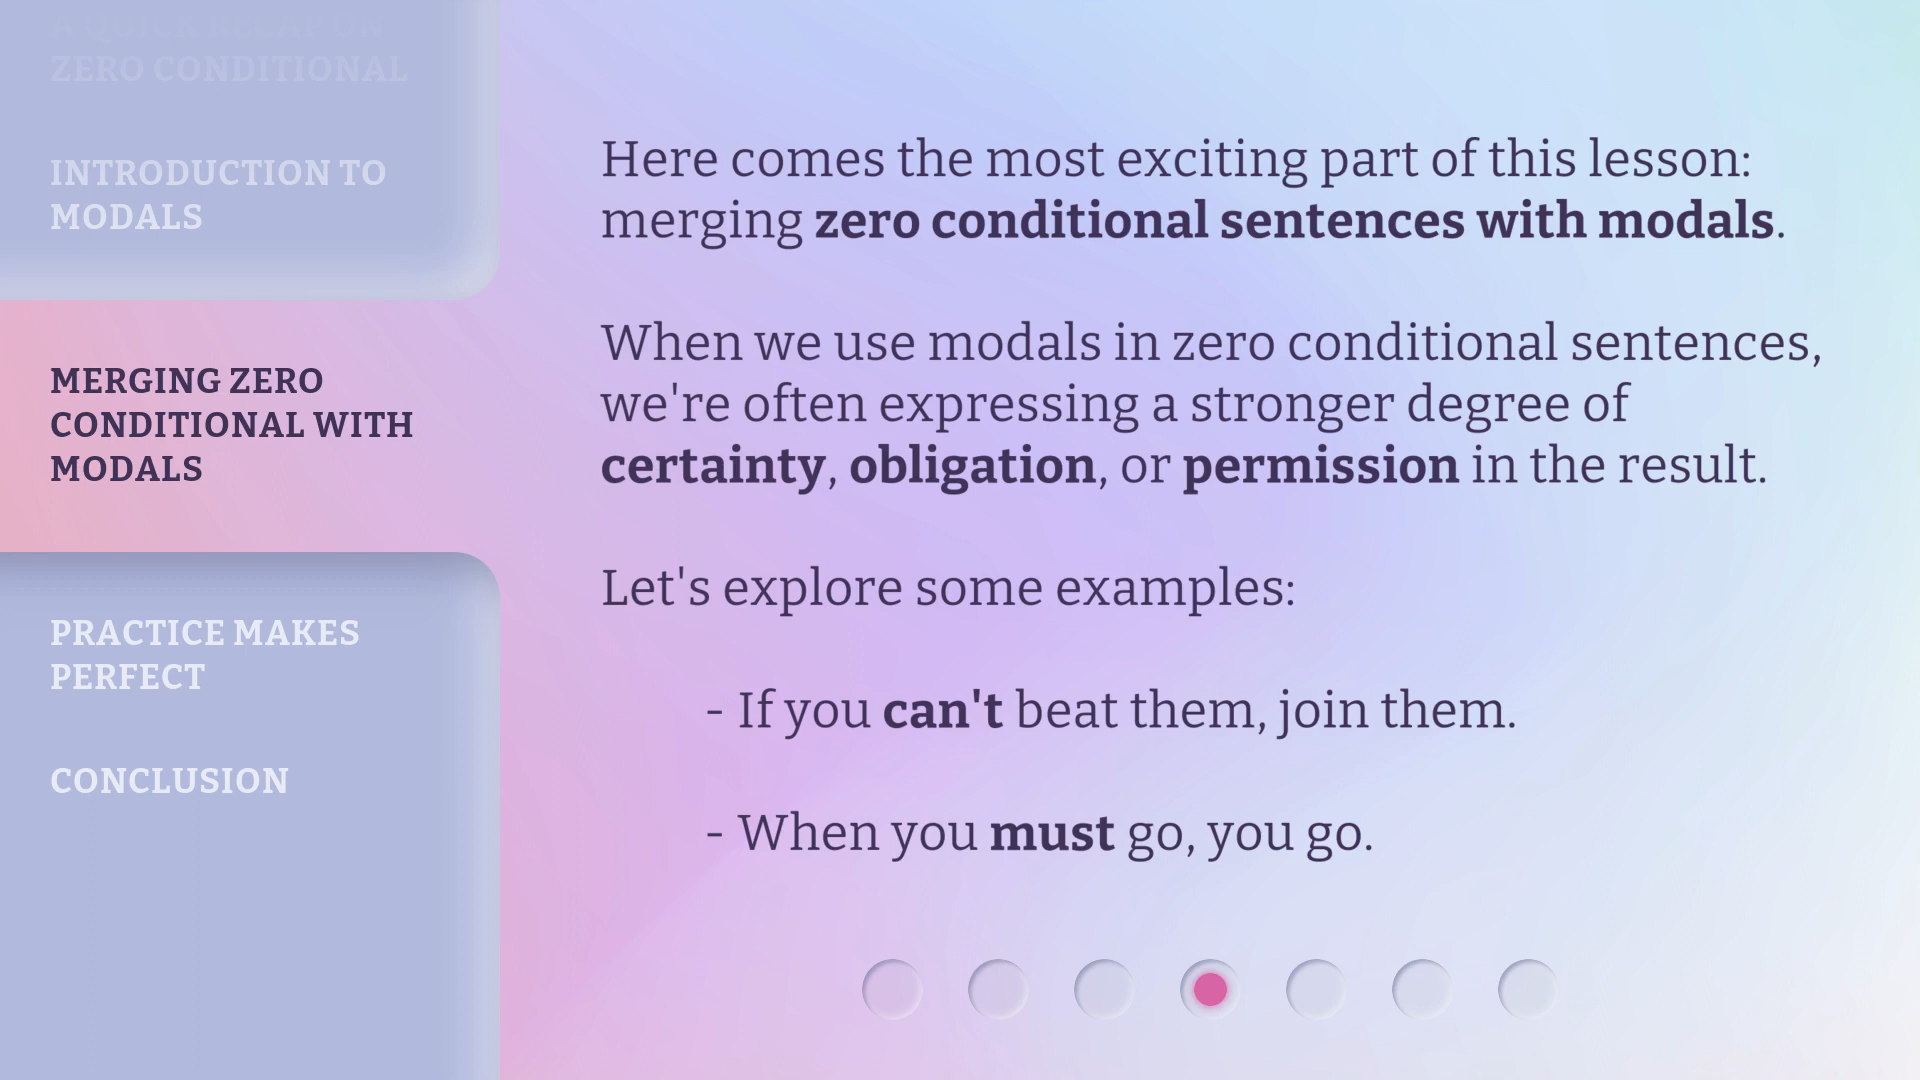 A QUICK RECAP ON
ZERO CONDITIONAL
INTRODUCTION TO
MODALS
MERGING ZERO
CONDITIONAL WITH
MODALS
PRACTICE MAKES
PERFECT
CONCLUSION
Here comes the most exciting part of this lesson:
merging zero conditional sentences with modals.
When we use modals in zero conditional sentences,
we're often expressing a stronger degree of
certainty, obligation, or permission in the result.
Let's explore some examples:
- If you can't beat them, join them.
- When you must go, you go.